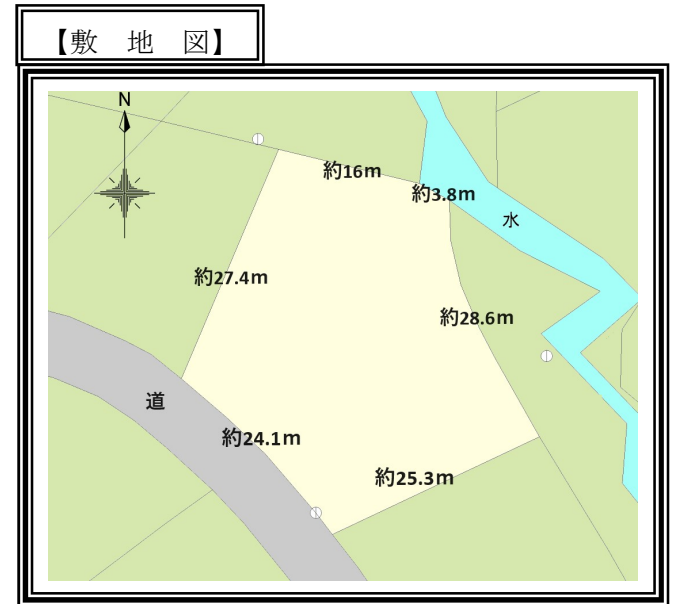 【敷　地　図】
N
約16m
約3.8m
水
約27.4m
約28.6m
道
約24.1m
約25.3m